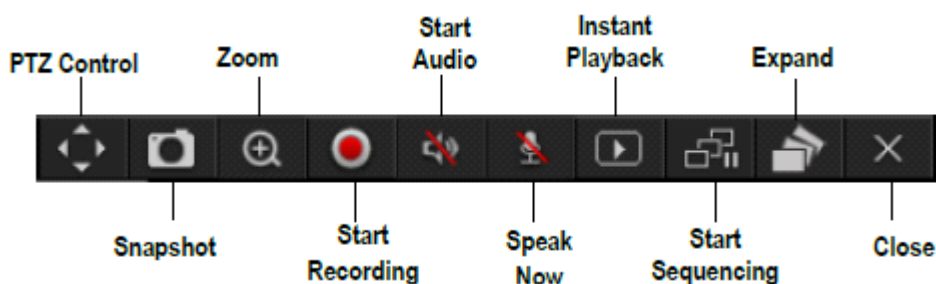 PTZ Control
Zoom
Start
Audio
Instant
Playback
Expand
Snapshot
Start
Recording
Speak
Now
Start
Sequencing
Close